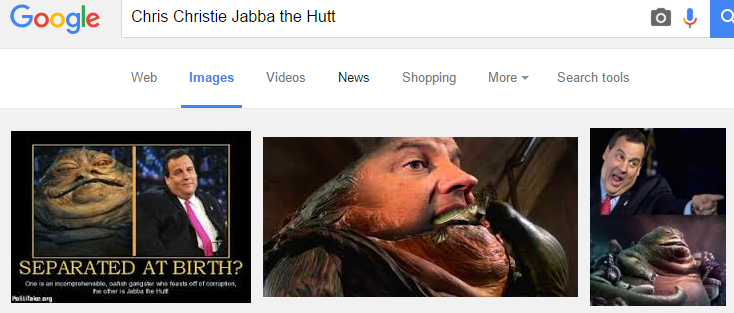 Google
Chris Christie Jabba the Hutt
Web Images Videos News Shopping More Search tools
SEPARATED AT BIRTH?
One is an incomprehensible, oafish gangster who feasts off of corruption,
the other is Jabba the Hutt
Politifake.org